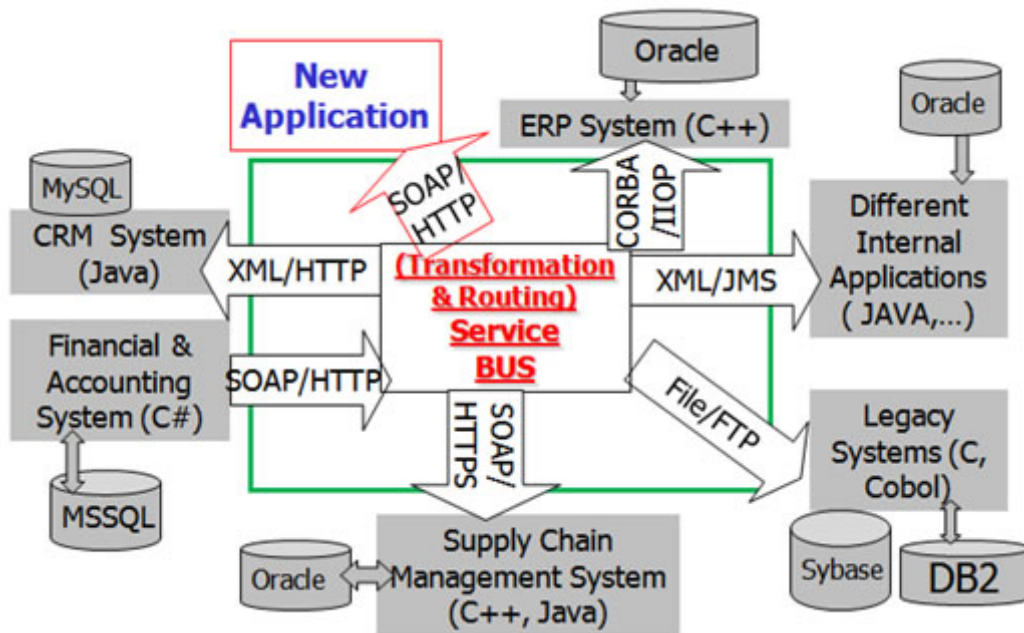 Oracle
New
Application
ERP System (C++)
Oracle
MySQL
CRM System
(Java)
SOAP/
HTTP
CORBA
/IIOP
Different
Internal
Applications
( JAVA,...)
XML/HTTP
(Transformation
& Routing)
Service
BUS
XML/JMS
Financial &
Accounting
System (C#)
SOAP/HTTP
MSSQL
SOAP/
HTTPS
File/FTP
Legacy
Systems (C,
Cobol)
Sybase
DB2
Oracle
Supply Chain
Management System
(C++, Java)